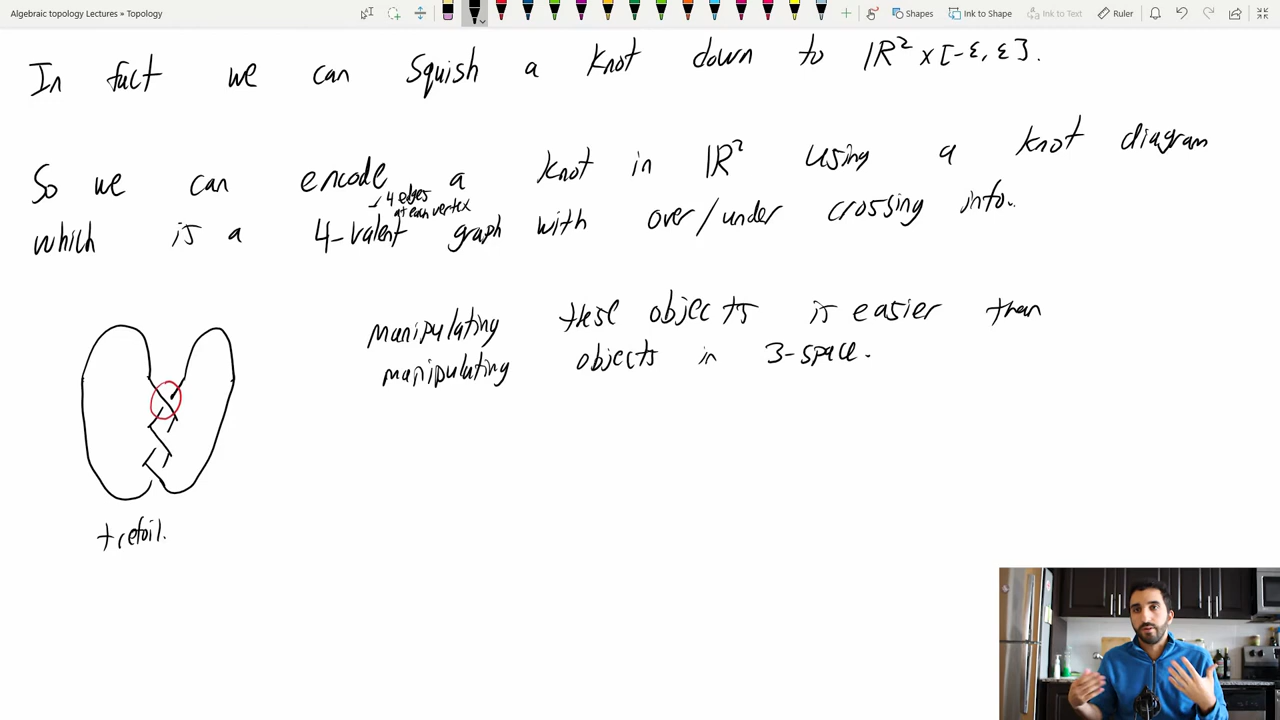 Algebraic topology Lectures » Topology
Shapes
Ink to Shape
Ink to Text
Ruler
In fact we can squish a knot down to ℝ² × [-ε, ε].
So we can encode a knot in ℝ² using a knot diagram
4 edges
at each vertex
which is a 4-valent graph with over/under crossing info..
manipulating these objects is easier than
manipulating objects in 3-space.
trefoil.